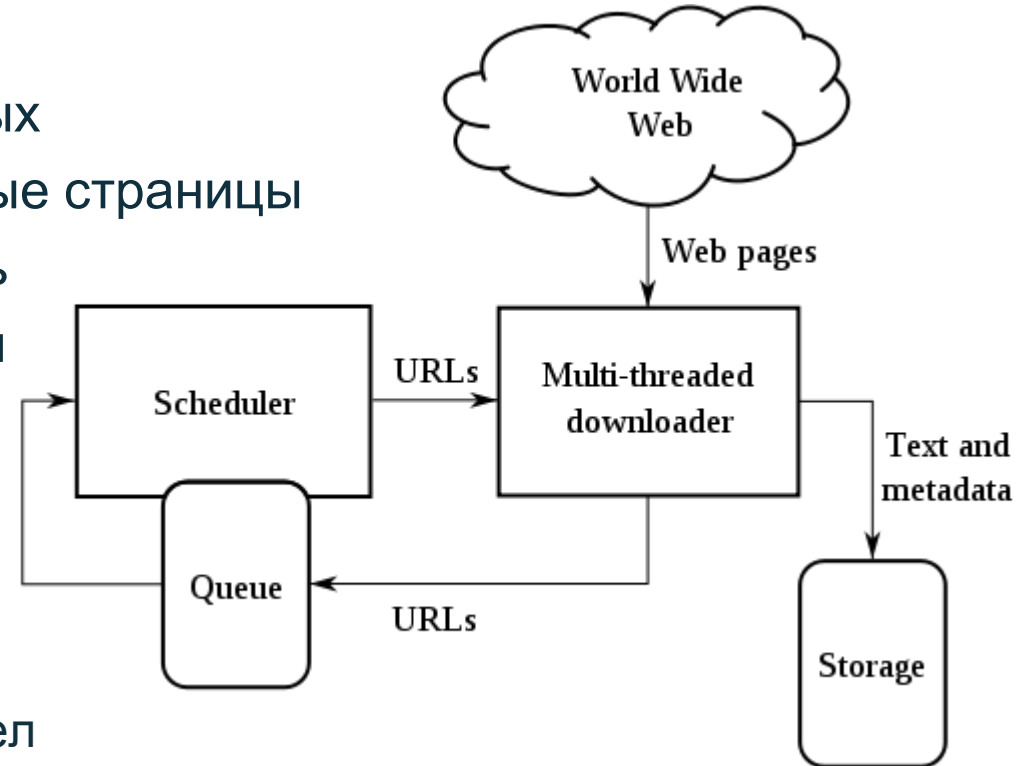 ых
ые страницы
ь
и
ел
World Wide
Web
Web pages
Scheduler
URLs
Multi-threaded
downloader
Text and
metadata
Queue
URLs
Storage